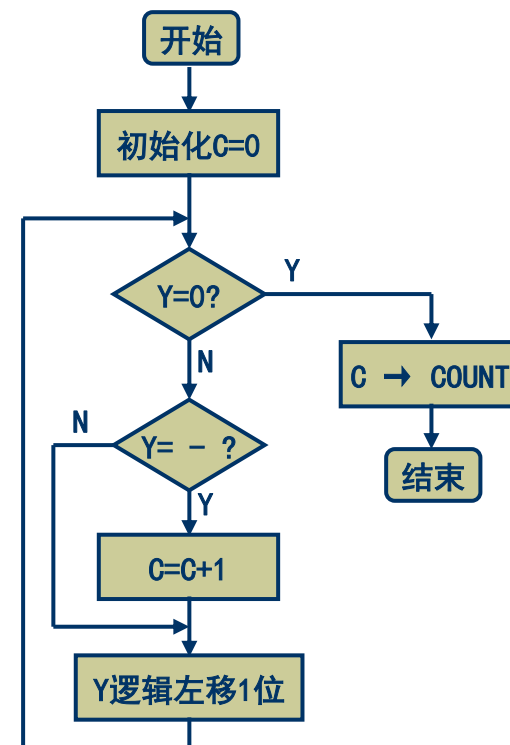 开始
初始化C=0
Y=0?
Y
N
C → COUNT
Y= - ?
N
结束
Y
C=C+1
Y逻辑左移1位